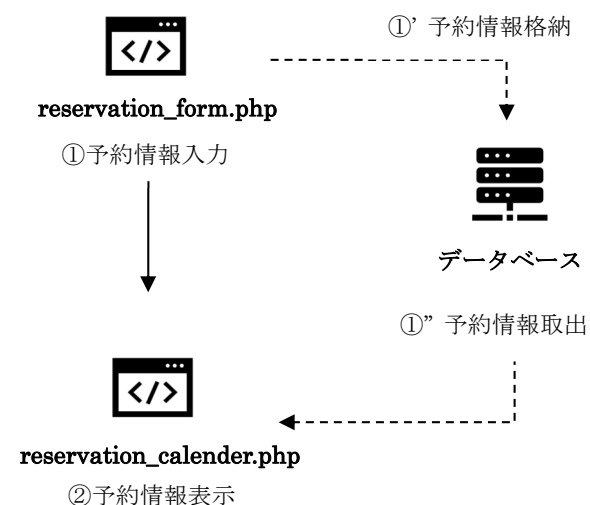 ①’ 予約情報格納
</>
reservation_form.php
①予約情報入力
データベース
①” 予約情報取出
</>
reservation_calender.php
②予約情報表示